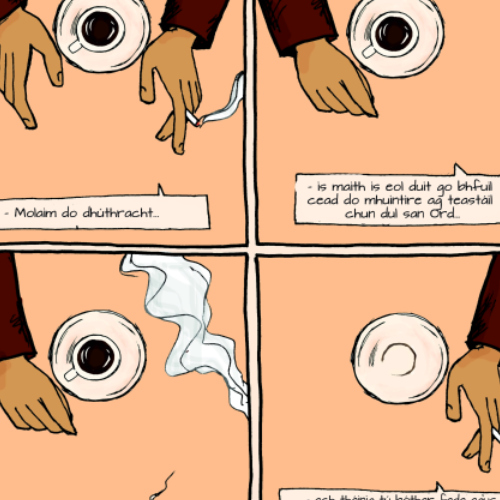 - Molaim do dhúthracht...
- is maith is eol duit go bhfuil
cead do mhuintire ag teastáil
chun dul san Ord...